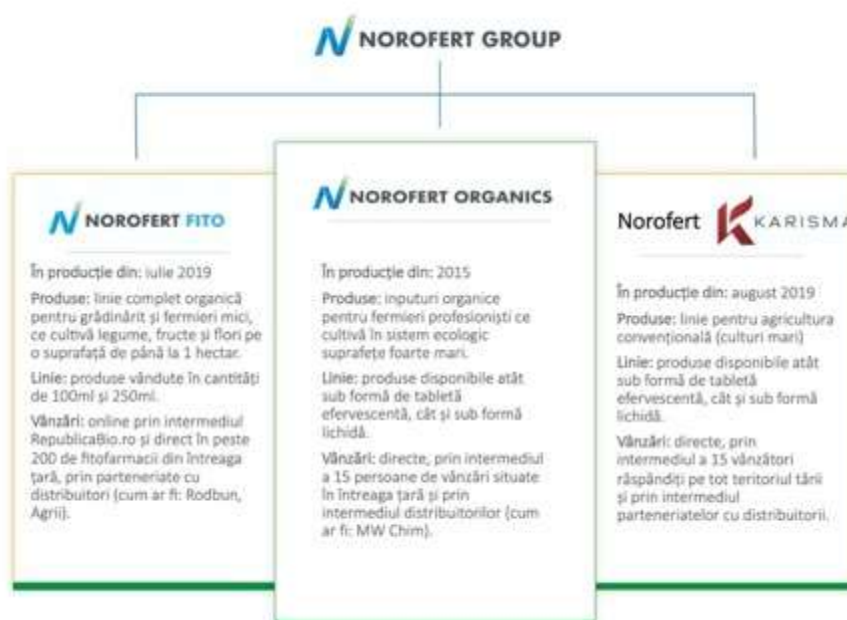 NOROFERT GROUP
NOROFERT FITO
În producție din: iulie 2019
Produse: linie complet organică
pentru grădinărit și fermieri mici,
ce cultivă legume, fructe și flori pe
o suprafață de până la 1 hectar.
Linie: produse vândute în cantități
de 100ml și 250ml.
Vânzări: online prin intermediul
RepublicaBio.ro și direct în peste
200 de fitofarmacii din întreaga
țară, prin parteneriate cu
distribuitori (cum ar fi: Rodbun,
Agrii).
NOROFERT ORGANICS
În producție din: 2015
Produse: inputuri organice
pentru fermieri profesioniști ce
cultivă în sistem ecologic
suprafețe foarte mari.
Linie: produse disponibile atât
sub formă de tabletă
efervescentă, cât și sub formă
lichidă.
Vânzări: directe, prin intermediul
a 15 persoane de vânzări situate
în întreaga țară și prin
intermediul distribuitorilor (cum
ar fi: MW Chim).
Norofert KARISMA
În producție din: august 2019
Produse: linie pentru agricultura
convențională (culturi mari)
Linie: produse disponibile atât
sub formă de tabletă
efervescentă, cât și sub formă
lichidă.
Vânzări: directe, prin
intermediul a 15 vânzători
răspândiți pe tot teritoriul țării
și prin intermediul
parteneriatelor cu distribuitorii.